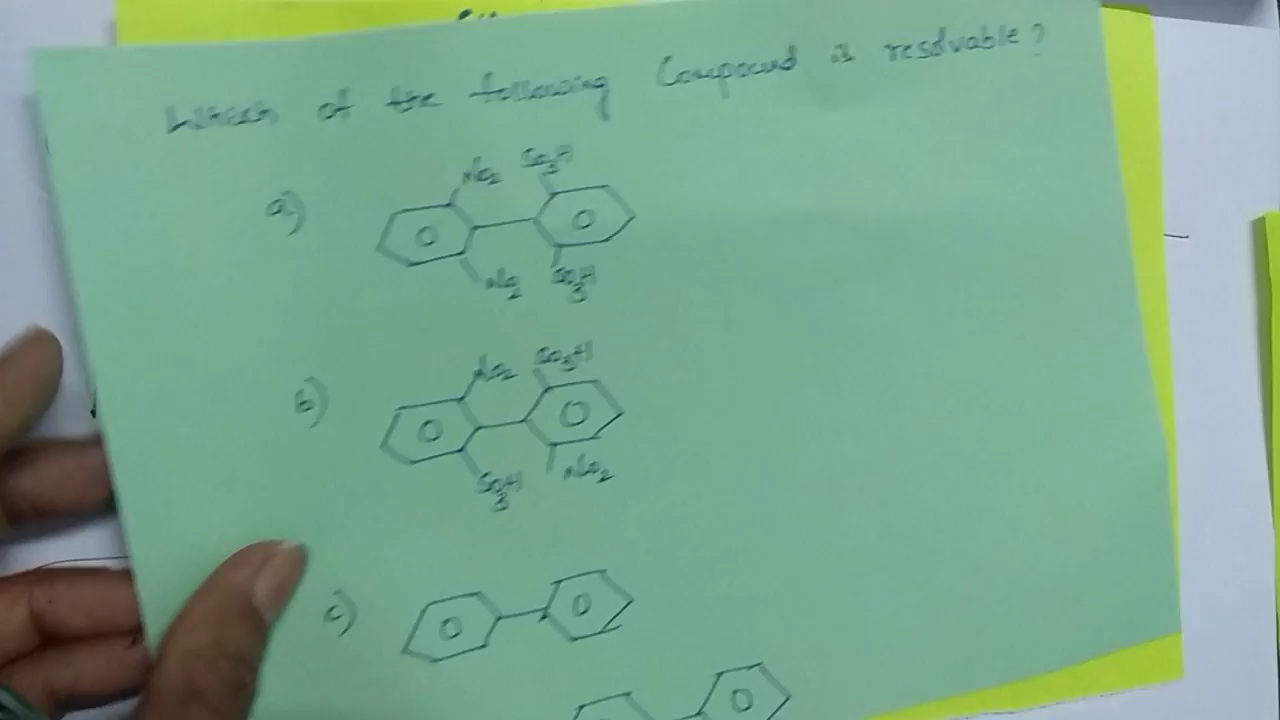 Which of the following Compound is resolvable?
a)
NO2 SO3H
NO2 SO3H
b)
NO2 SO3H
SO3H NO2
c)